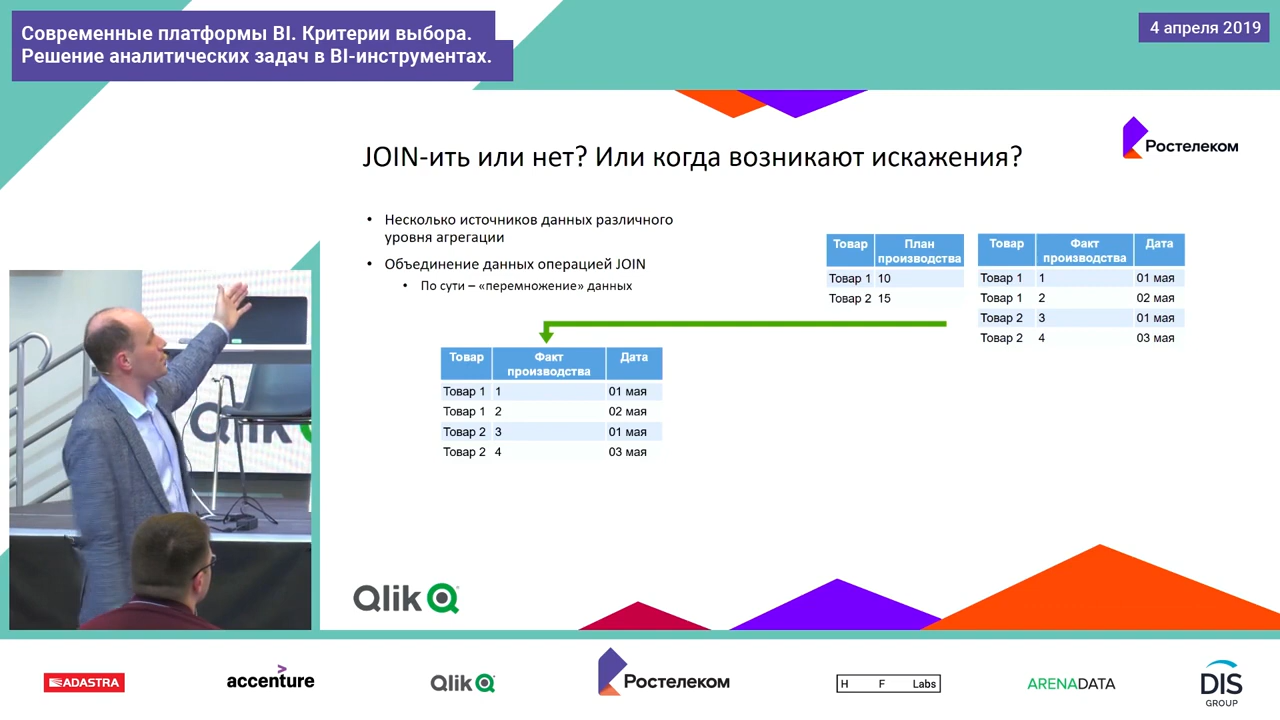 Современные платформы BI. Критерии выбора.
Решение аналитических задач в BI-инструментах.
4 апреля 2019
JOIN-ить или нет? Или когда возникают искажения?
Ростелеком
• Несколько источников данных различного
уровня агрегации
• Объединение данных операцией JOIN
• По сути – «перемножение» данных
Товар План
производства
Товар 1 10
Товар 2 15
Товар Факт Дата
производства
Товар 1 1 01 мая
Товар 1 2 02 мая
Товар 2 3 01 мая
Товар 2 4 03 мая
Товар Факт Дата
производства
Товар 1 1 01 мая
Товар 1 2 02 мая
Товар 2 3 01 мая
Товар 2 4 03 мая
Qlik
Qlik
ADASTRA
accenture
Qlik
Ростелеком
H F Labs
ARENADATA
DIS
GROUP